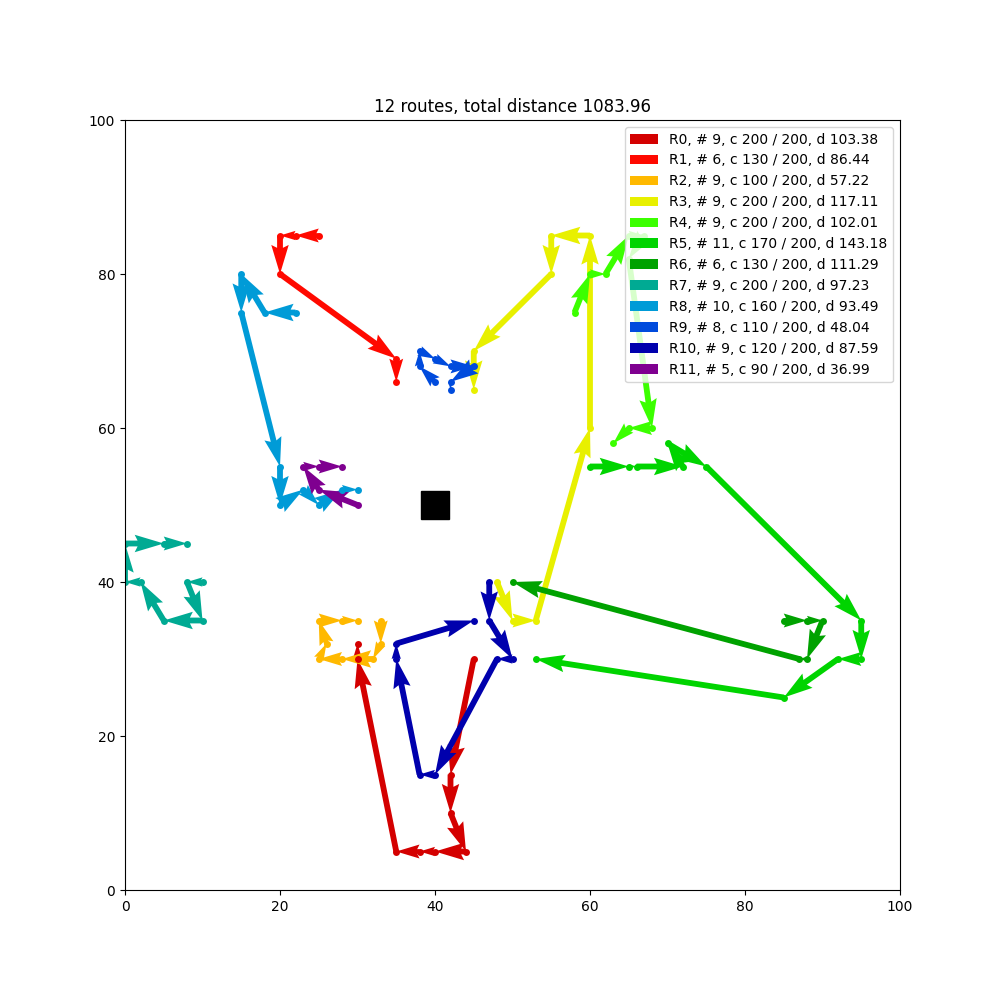 12 routes, total distance 1083.96
100
80
60
40
20
0
0 20 40 60 80 100
R0, # 9, c 200 / 200, d 103.38
R1, # 6, c 130 / 200, d 86.44
R2, # 9, c 100 / 200, d 57.22
R3, # 9, c 200 / 200, d 117.11
R4, # 9, c 200 / 200, d 102.01
R5, # 11, c 170 / 200, d 143.18
R6, # 6, c 130 / 200, d 111.29
R7, # 9, c 200 / 200, d 97.23
R8, # 10, c 160 / 200, d 93.49
R9, # 8, c 110 / 200, d 48.04
R10, # 9, c 120 / 200, d 87.59
R11, # 5, c 90 / 200, d 36.99